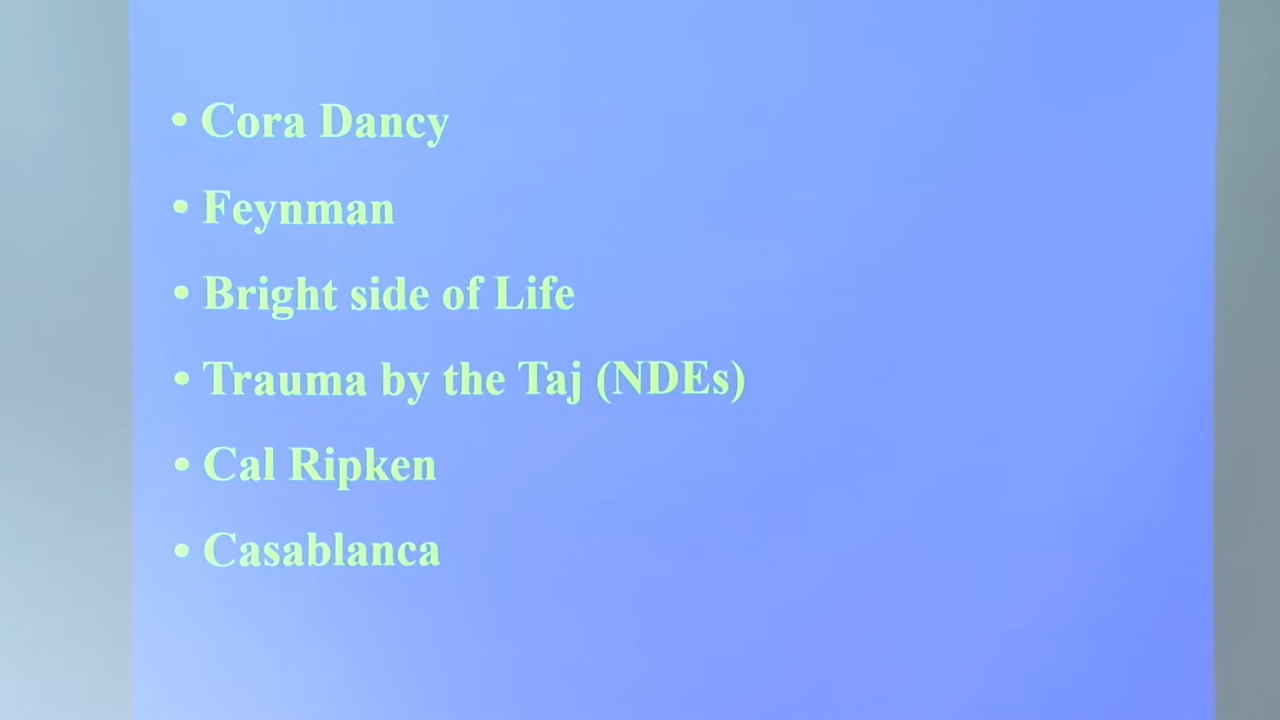 • Cora Dancy
• Feynman
• Bright side of Life
• Trauma by the Taj (NDEs)
• Cal Ripken
• Casablanca